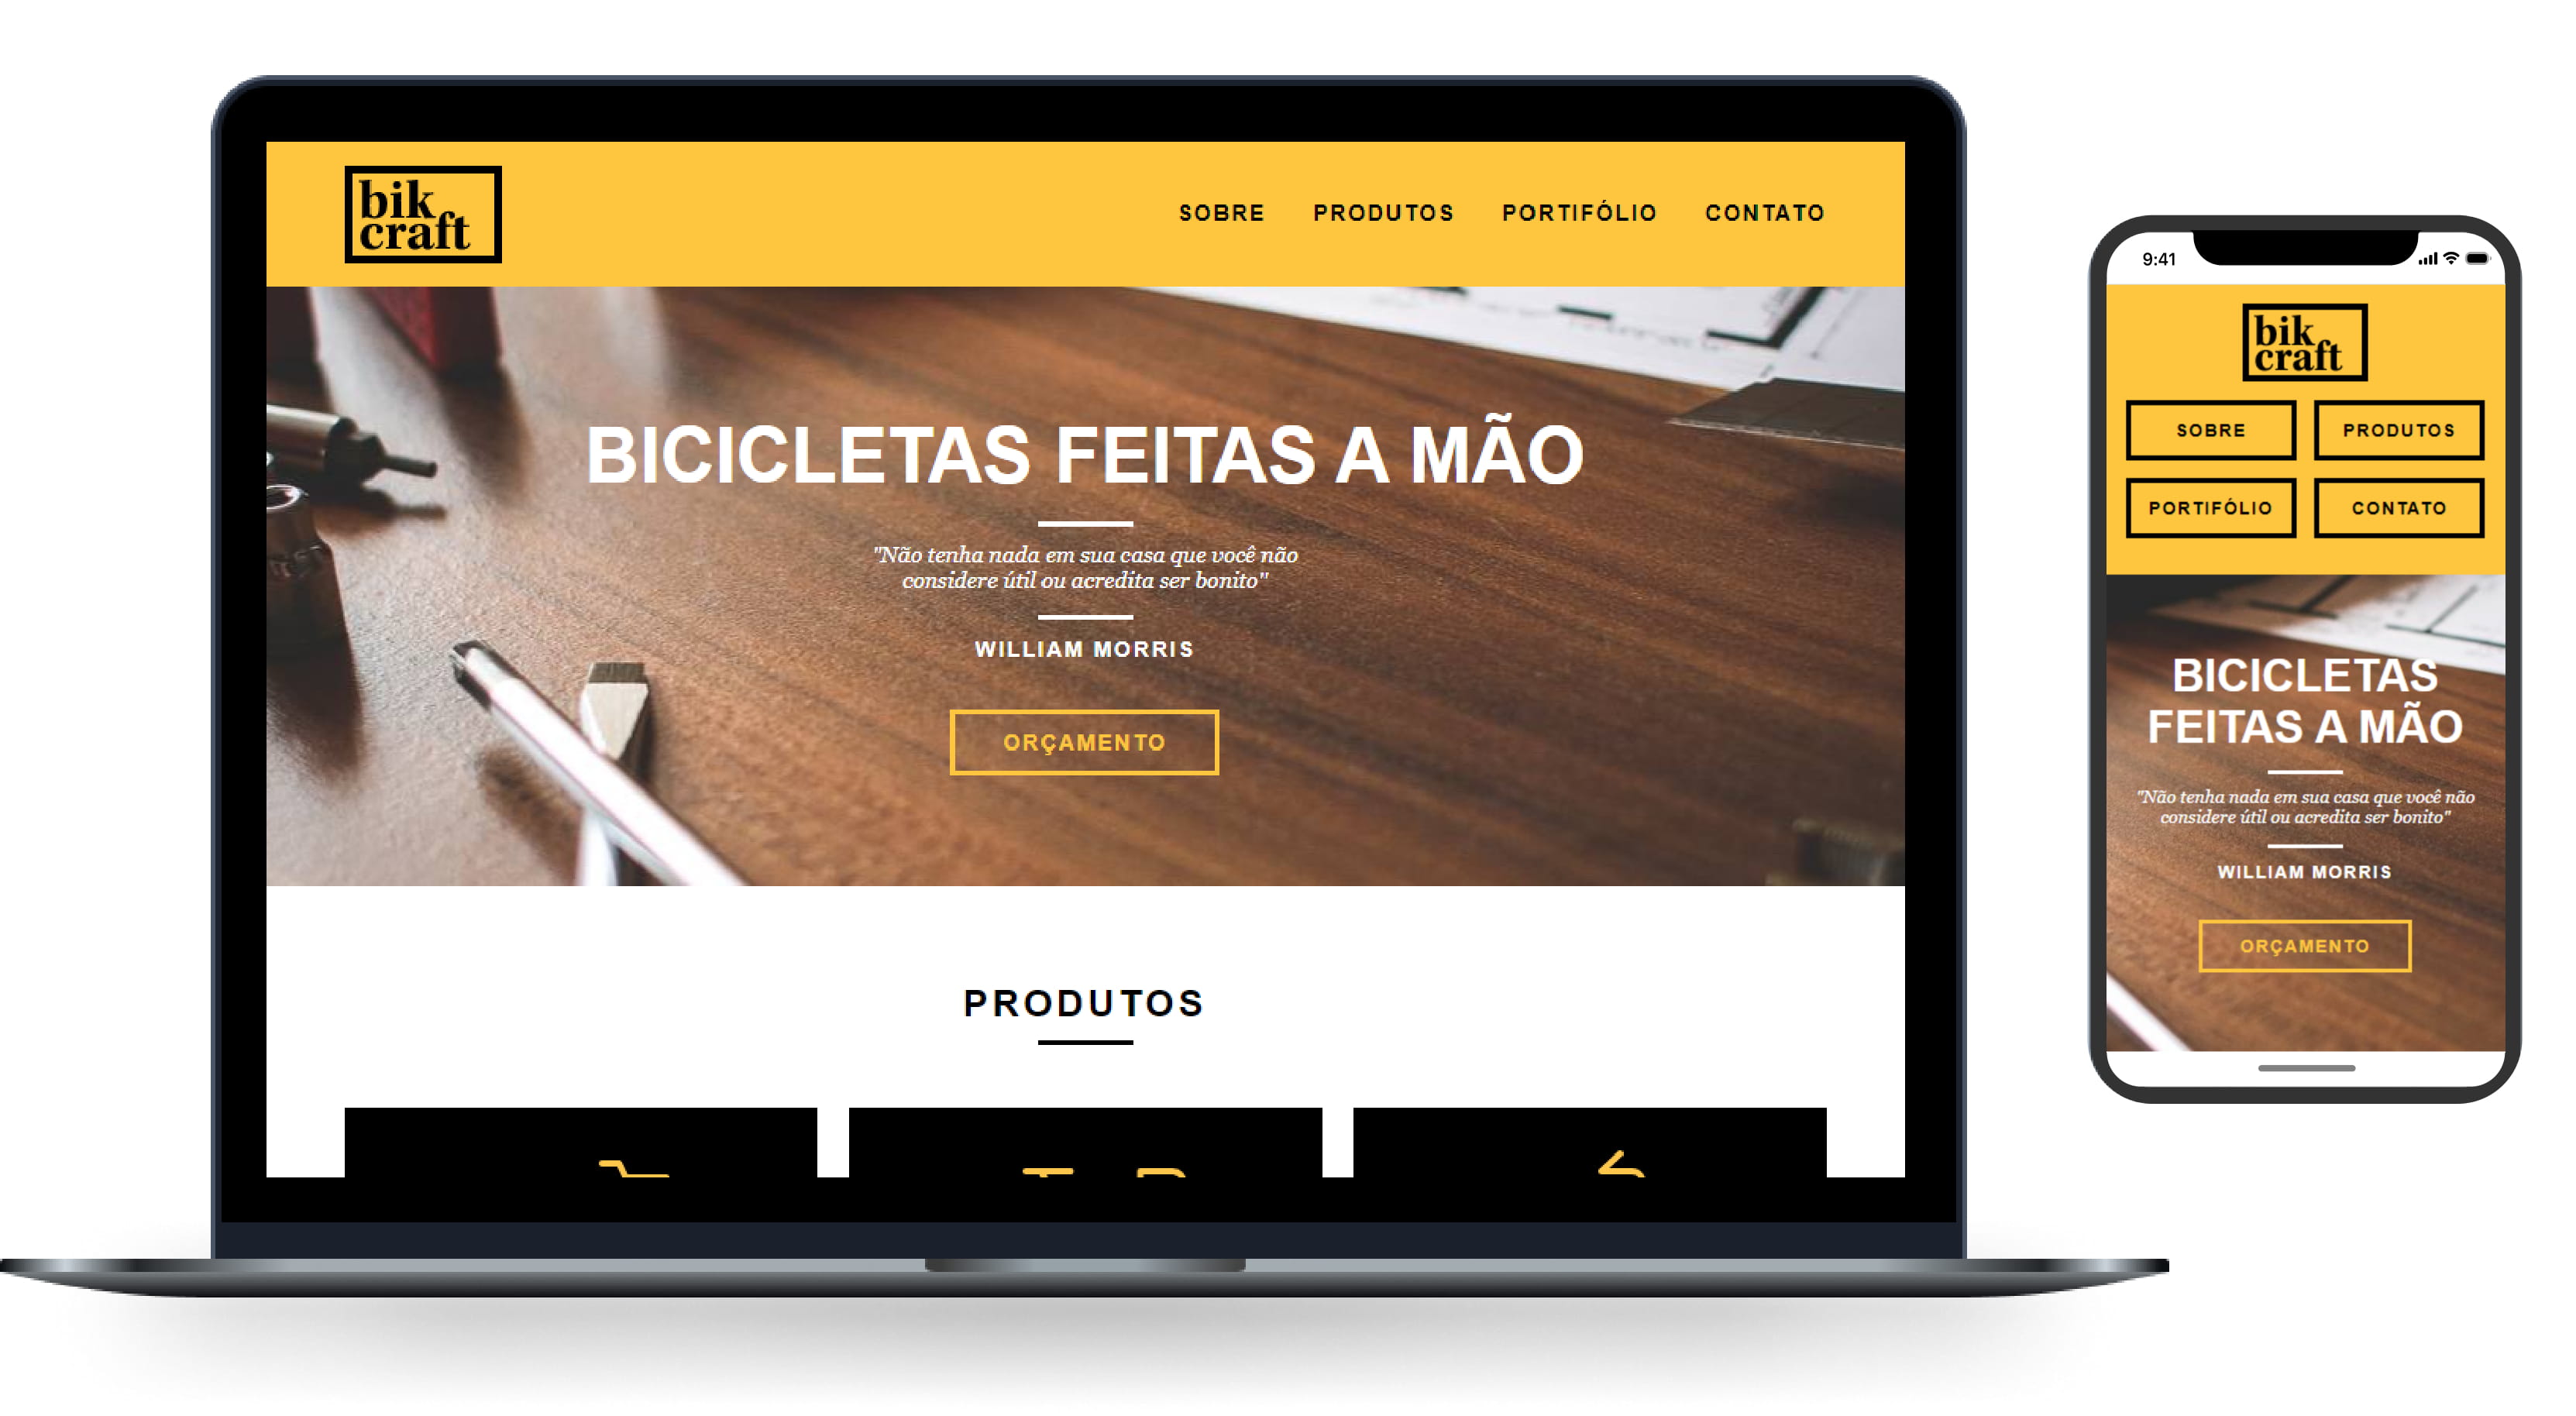 bik
craft
SOBRE PRODUTOS PORTIFÓLIO CONTATO
BICICLETAS FEITAS A MÃO
"Não tenha nada em sua casa que você não
considere útil ou acredita ser bonito"
WILLIAM MORRIS
ORÇAMENTO
PRODUTOS
9:41
bik
craft
SOBRE PRODUTOS
PORTIFÓLIO CONTATO
BICICLETAS
FEITAS A MÃO
"Não tenha nada em sua casa que você não
considere útil ou acredita ser bonito"
WILLIAM MORRIS
ORÇAMENTO